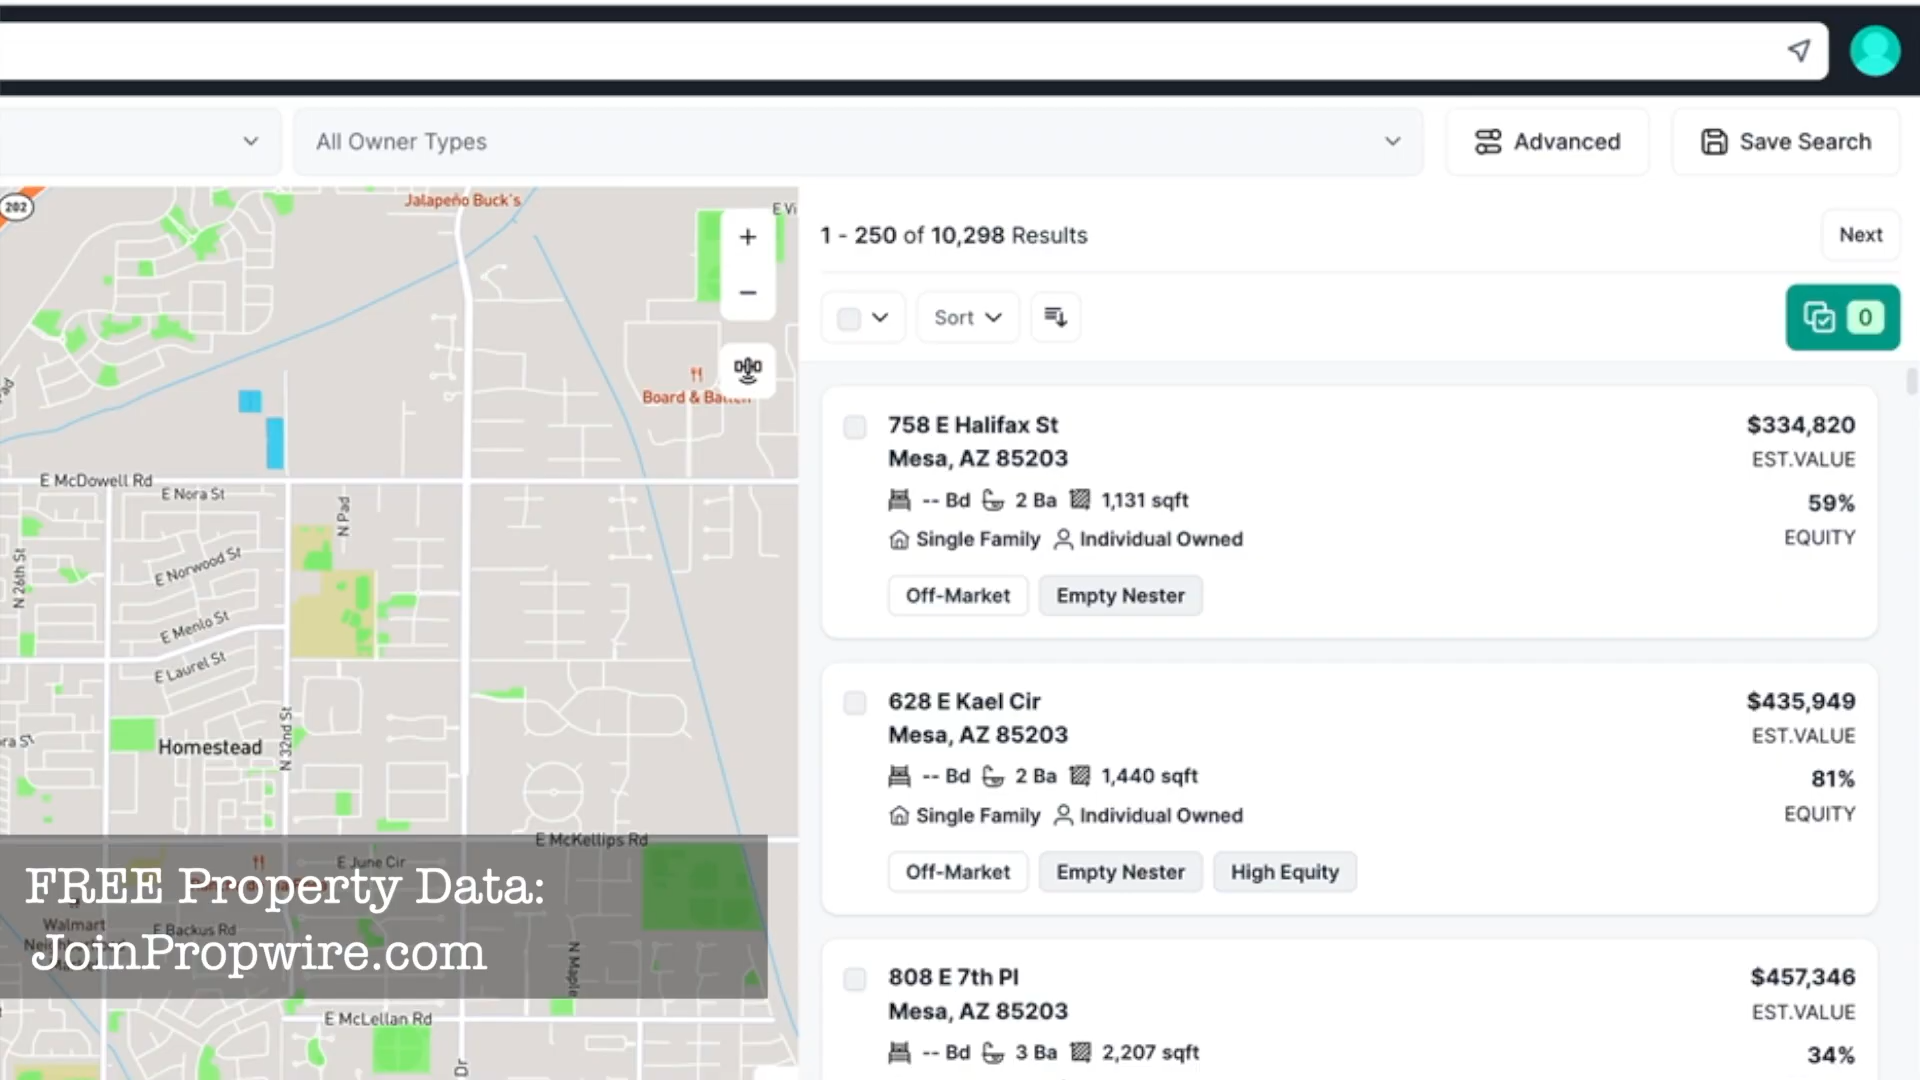 All Owner Types
Advanced
Save Search
202
Jalapeño Buck's
E Vi
+
−
Board &
E McDowell Rd
E Nora St
N Pad
N 26th St
E Norwood St
E Menlo St
E Laurel St
N 32nd St
Homestead
E McKellips Rd
E June Cir
Walmart
E Backus Rd
N Maple
E McLellan Rd
Dr
FREE Property Data:
JoinPropwire.com
1 - 250 of 10,298 Results
Next
Sort
0
758 E Halifax St
$334,820
Mesa, AZ 85203
EST.VALUE
-- Bd 2 Ba 1,131 sqft
59%
Single Family Individual Owned
EQUITY
Off-Market Empty Nester
628 E Kael Cir
$435,949
Mesa, AZ 85203
EST.VALUE
-- Bd 2 Ba 1,440 sqft
81%
Single Family Individual Owned
EQUITY
Off-Market Empty Nester High Equity
808 E 7th Pl
$457,346
Mesa, AZ 85203
EST.VALUE
-- Bd 3 Ba 2,207 sqft
34%